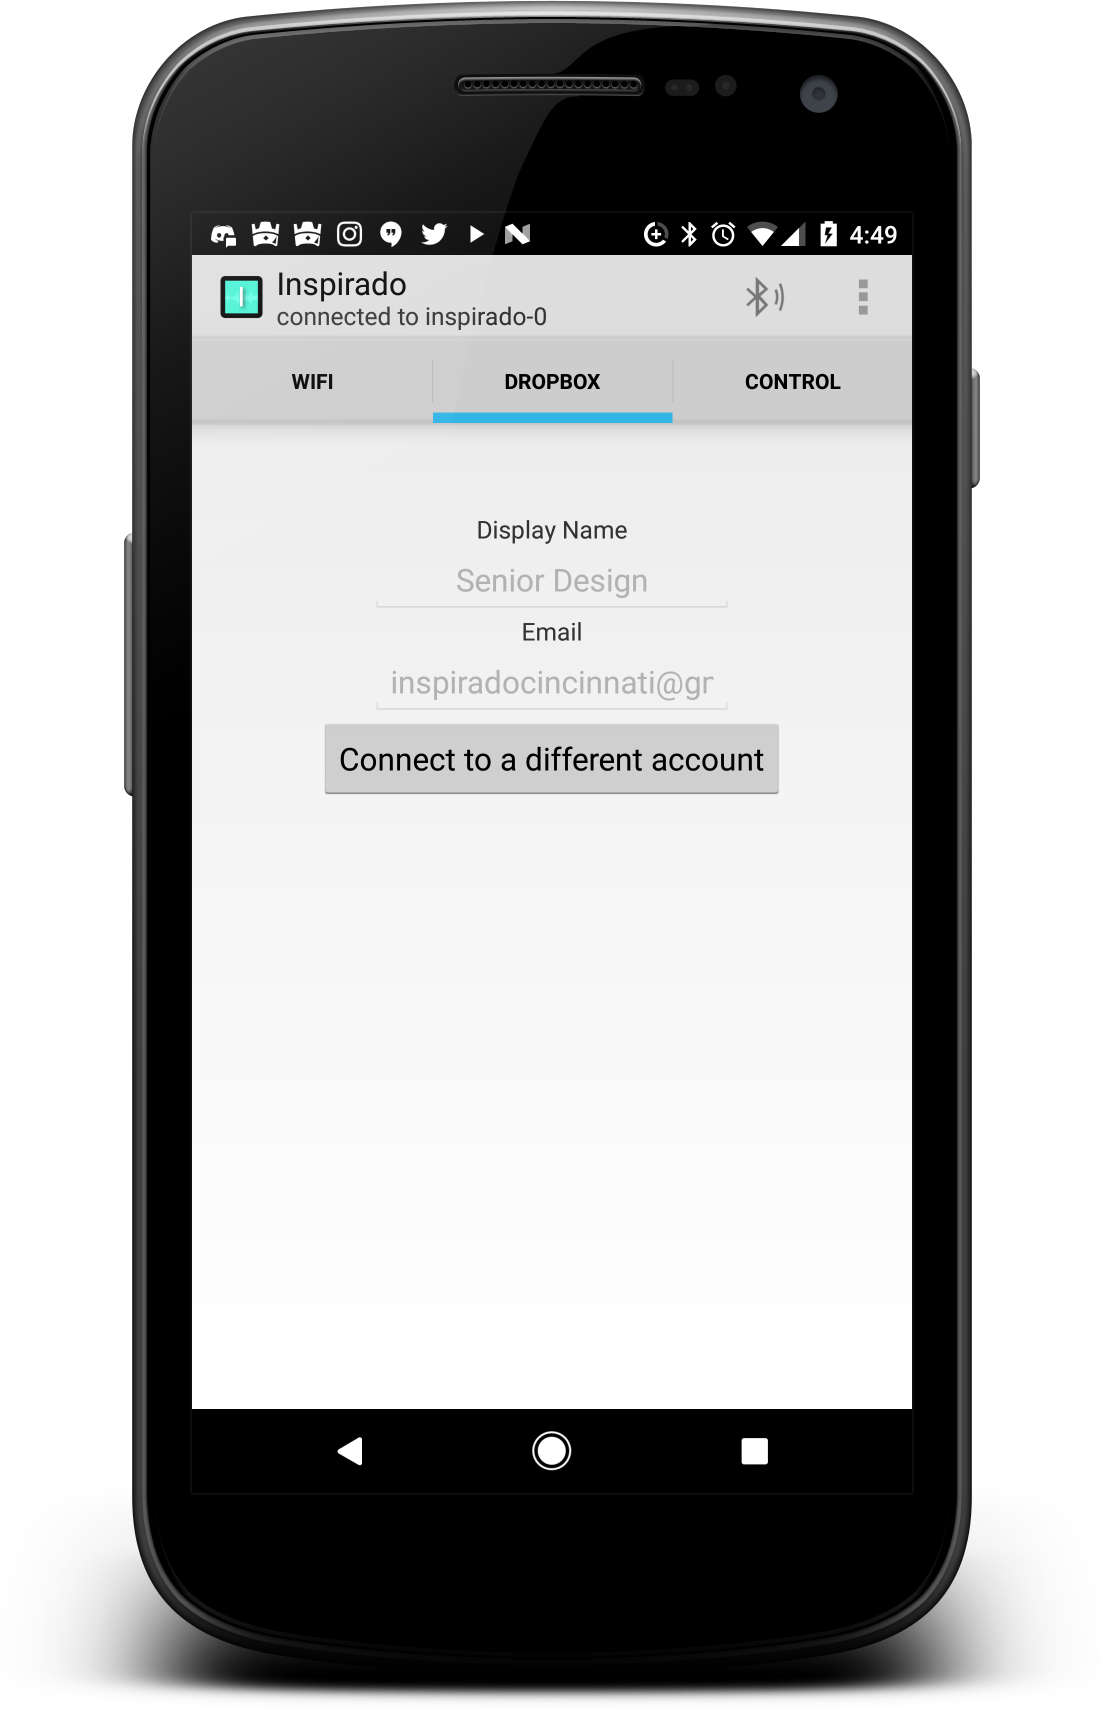 4:49
Inspirado
connected to inspirado-0
WIFI DROPBOX CONTROL
Display Name
Senior Design
Email
inspiradocincinnati@gr
Connect to a different account